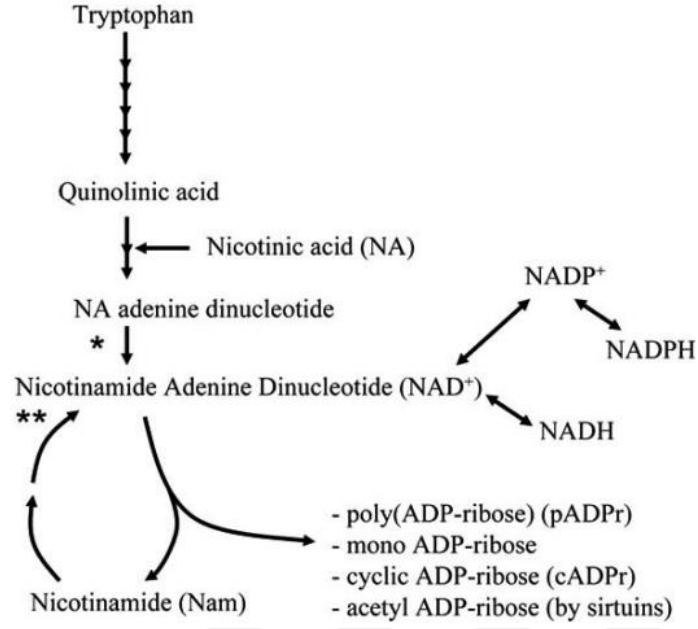 Tryptophan
Quinolinic acid
Nicotinic acid (NA)
NADP⁺
NA adenine dinucleotide
*
NADPH
Nicotinamide Adenine Dinucleotide (NAD⁺)
**
NADH
- poly(ADP-ribose) (pADPr)
- mono ADP-ribose
- cyclic ADP-ribose (cADPr)
Nicotinamide (Nam)
- acetyl ADP-ribose (by sirtuins)